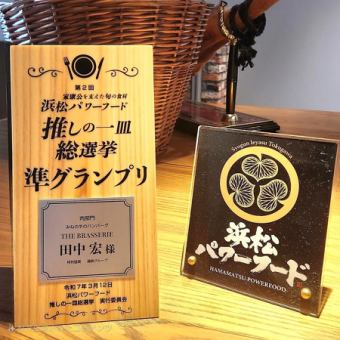 第2回
家康公を支えた旬の食材
浜松パワーフード
推しの一皿
総選挙
準グランプリ
肉部門
THE BRASSERIE
田中 宏 様
令和7年3月12日
浜松パワーフード
推しの一皿総選挙 実行委員会
Syogun Ieyasu Tokugawa
浜松
パワーフード
HAMAMATSU POWERFOOD